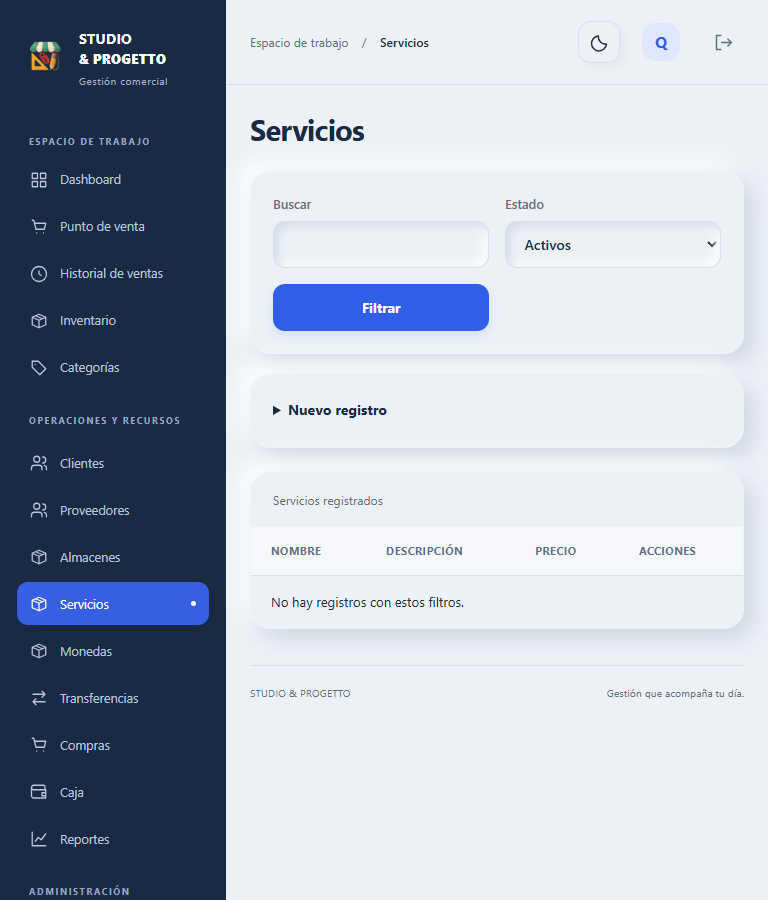 STUDIO
& PROGETTO
Gestión comercial
ESPACIO DE TRABAJO
Dashboard
Punto de venta
Historial de ventas
Inventario
Categorías
OPERACIONES Y RECURSOS
Clientes
Proveedores
Almacenes
Servicios
Monedas
Transferencias
Compras
Caja
Reportes
ADMINISTRACIÓN
Espacio de trabajo / Servicios
Q
Servicios
Buscar
Estado
Activos
Filtrar
Nuevo registro
Servicios registrados
NOMBRE DESCRIPCIÓN PRECIO ACCIONES
No hay registros con estos filtros.
STUDIO & PROGETTO
Gestión que acompaña tu día.